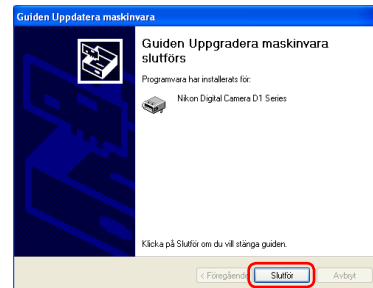 Guiden Uppdatera maskinvara
Guiden Uppgradera maskinvara
slutförs
Programvara har installerats för:
Nikon Digital Camera D1 Series
Klicka på Slutför om du vill stänga guiden.
< Föregående
Slutför
Avbryt